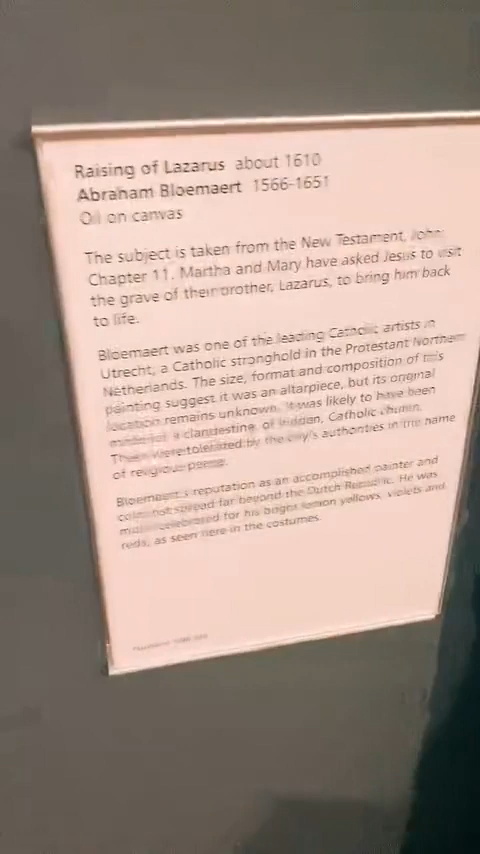 Raising of Lazarus about 1610
Abraham Bloemaert 1566-1651
Oil on canvas
The subject is taken from the New Testament, John
Chapter 11. Martha and Mary have asked Jesus to visit
the grave of their brother, Lazarus, to bring him back
to life.
Bloemaert was one of the leading Catholic artists in
Utrecht, a Catholic stronghold in the Protestant Northern
Netherlands. The size, format and composition of this
painting suggest it was an altarpiece, but its original
location remains unknown. It was likely to have been
made for a clandestine, or hidden, Catholic church.
These were tolerated by the city's authorities in the name
of religious peace.
Bloemaert's reputation as an accomplished painter and
colourist spread far beyond the Dutch Republic. He was
much celebrated for his bright lemon yellows, violets and
reds, as seen here in the costumes.